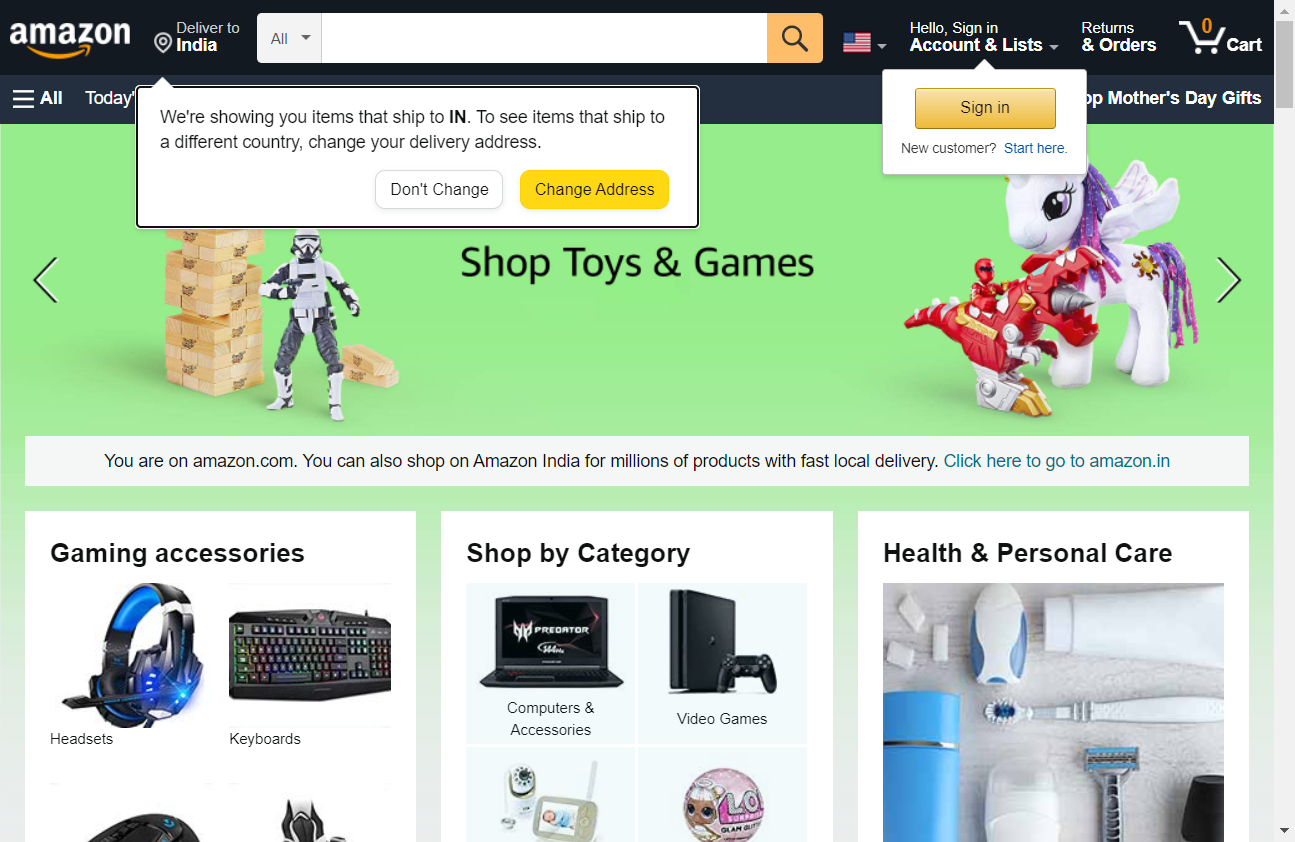 amazon
Deliver to
India
All
Hello, Sign in
Account & Lists
Returns
& Orders
0
Cart
All
Today'
op Mother's Day Gifts
We're showing you items that ship to IN. To see items that ship to
a different country, change your delivery address.
Don't Change
Change Address
Sign in
New customer? Start here.
Shop Toys & Games
You are on amazon.com. You can also shop on Amazon India for millions of products with fast local delivery. Click here to go to amazon.in
Gaming accessories
Headsets
Keyboards
Shop by Category
PREDATOR
144Hz
Computers &
Accessories
Video Games
L.O.L.
SURPRISE
GLAM GLITTER
Health & Personal Care